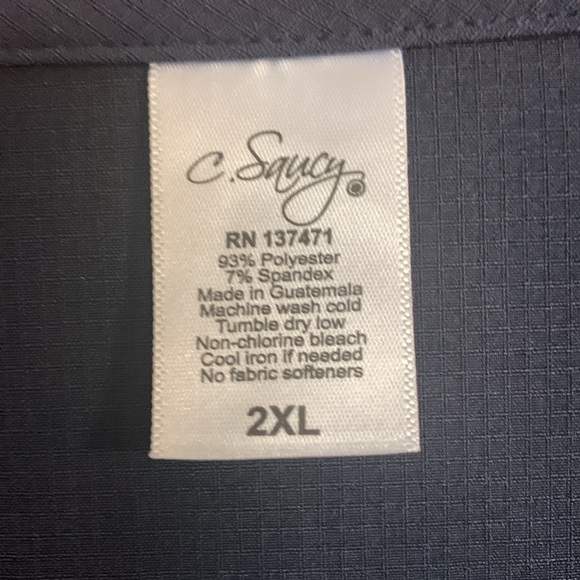 C. Saucy
RN 137471
93% Polyester
7% Spandex
Made in Guatemala
Machine wash cold
Tumble dry low
Non-chlorine bleach
Cool iron if needed
No fabric softeners
2XL